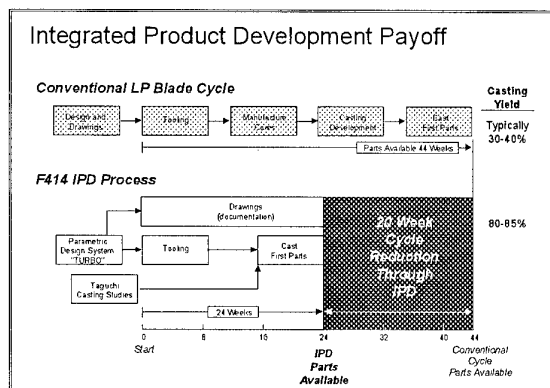 Integrated Product Development Payoff
Conventional LP Blade Cycle
Casting
Yield
Design and
Drawings
Tooling
Manufacture
Cores
Casting
Development
Cast
First Parts
Typically
30-40%
Parts Available 44 Weeks
F414 IPD Process
Drawings
(documentation)
80-85%
Parametric
Design System
"TURBO"
Tooling
Cast
First Parts
20 Week
Cycle
Reduction
Through
IPD
Taguchi
Casting Studies
24 Weeks
0
8
16
24
32
40
44
Start
IPD
Parts
Available
Conventional
Cycle
Parts Available